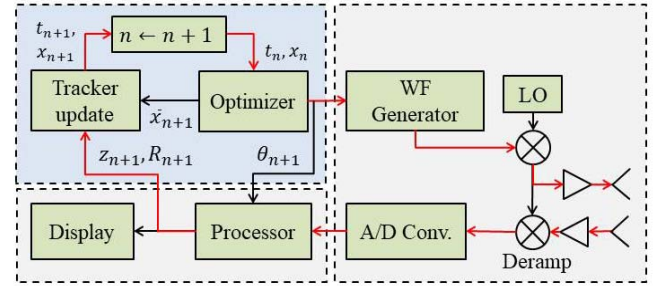 t_{n+1},
x_{n+1}
n ← n + 1
t_n, x_n
Tracker
update
x̄_{n+1}
Optimizer
WF
Generator
LO
z_{n+1}, R_{n+1}
θ_{n+1}
Display
Processor
A/D Conv.
Deramp